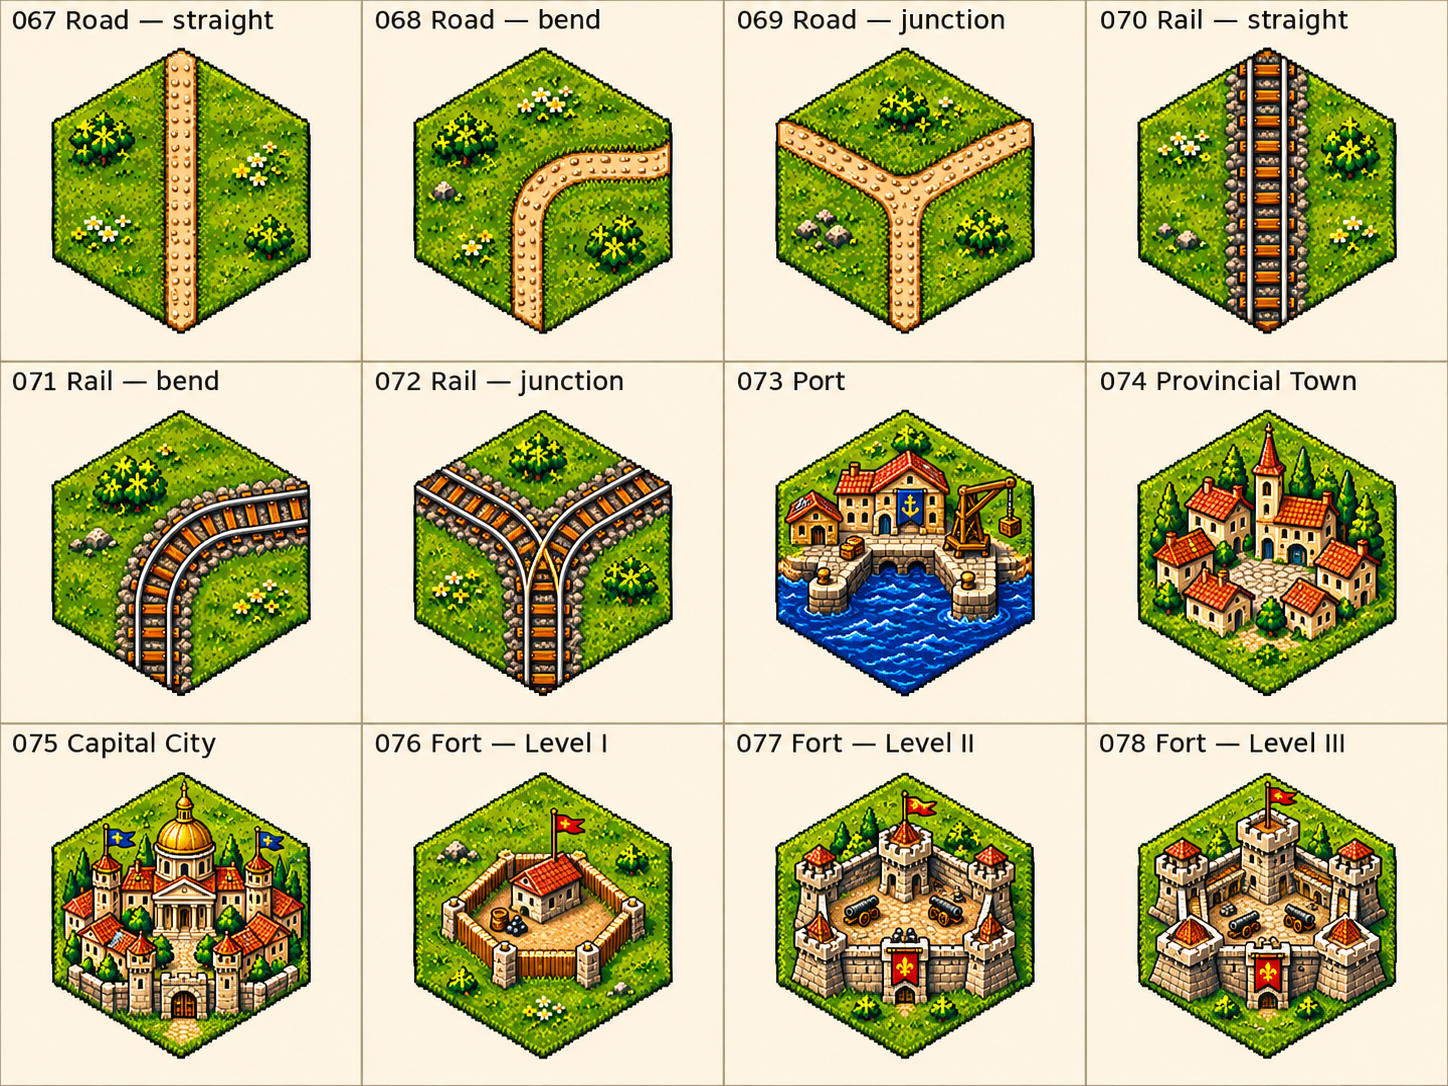 067 Road — straight
068 Road — bend
069 Road — junction
070 Rail — straight
071 Rail — bend
072 Rail — junction
073 Port
074 Provincial Town
075 Capital City
076 Fort — Level I
077 Fort — Level II
078 Fort — Level III